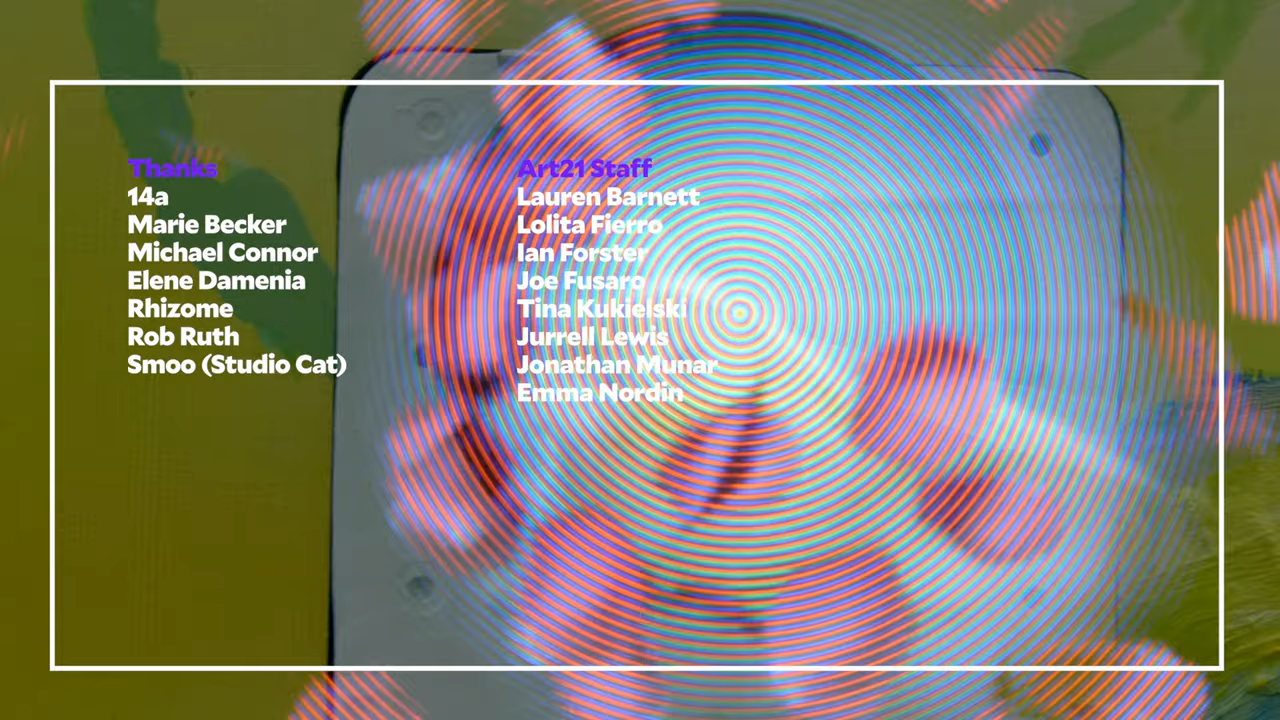 Thanks
14a
Marie Becker
Michael Connor
Elene Damenia
Rhizome
Rob Ruth
Smoo (Studio Cat)
Art21 Staff
Lauren Barnett
Lolita Fierro
Ian Forster
Joe Fusaro
Tina Kukielski
Jurrell Lewis
Jonathan Munar
Emma Nordin